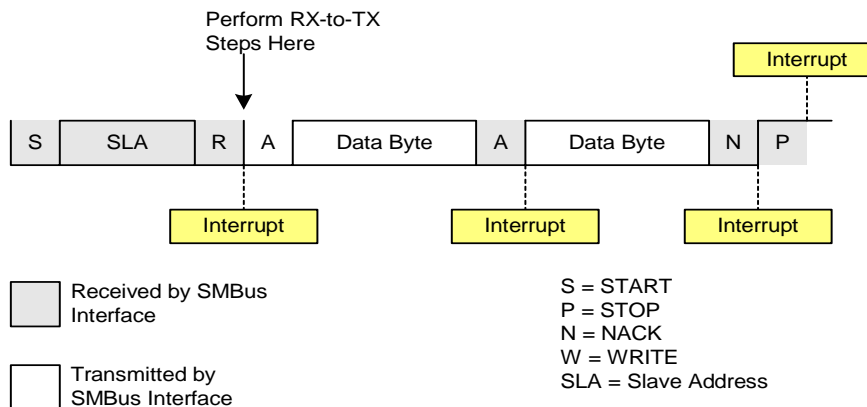 Perform RX-to-TX
Steps Here
Interrupt
S SLA R A Data Byte A Data Byte N P
Interrupt Interrupt Interrupt
Received by SMBus
Interface
Transmitted by
SMBus Interface
S = START
P = STOP
N = NACK
W = WRITE
SLA = Slave Address